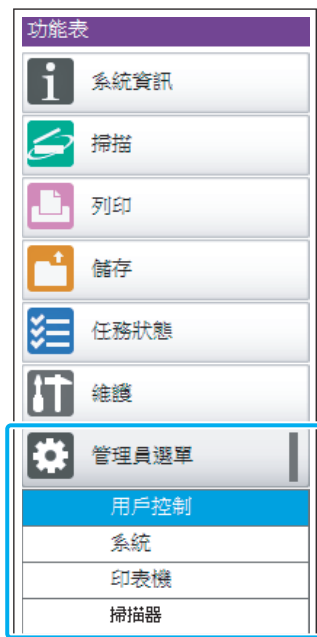 功能表
系統資訊
掃描
列印
儲存
任務狀態
維護
管理員選單
用戶控制
系統
印表機
掃描器